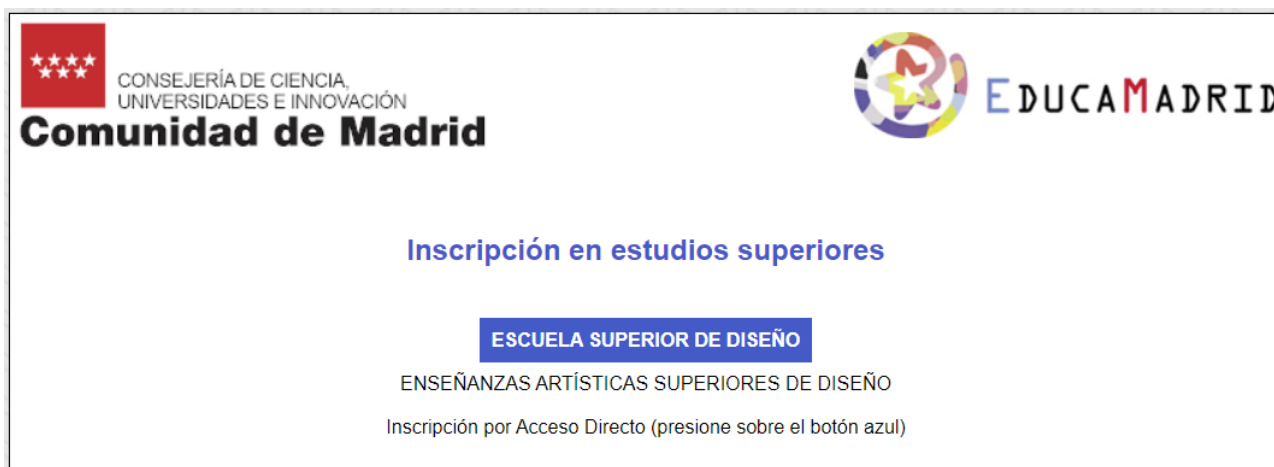 CONSEJERÍA DE CIENCIA,
UNIVERSIDADES E INNOVACIÓN
Comunidad de Madrid
EDUCAMADRID
Inscripción en estudios superiores
ESCUELA SUPERIOR DE DISEÑO
ENSEÑANZAS ARTÍSTICAS SUPERIORES DE DISEÑO
Inscripción por Acceso Directo (presione sobre el botón azul)